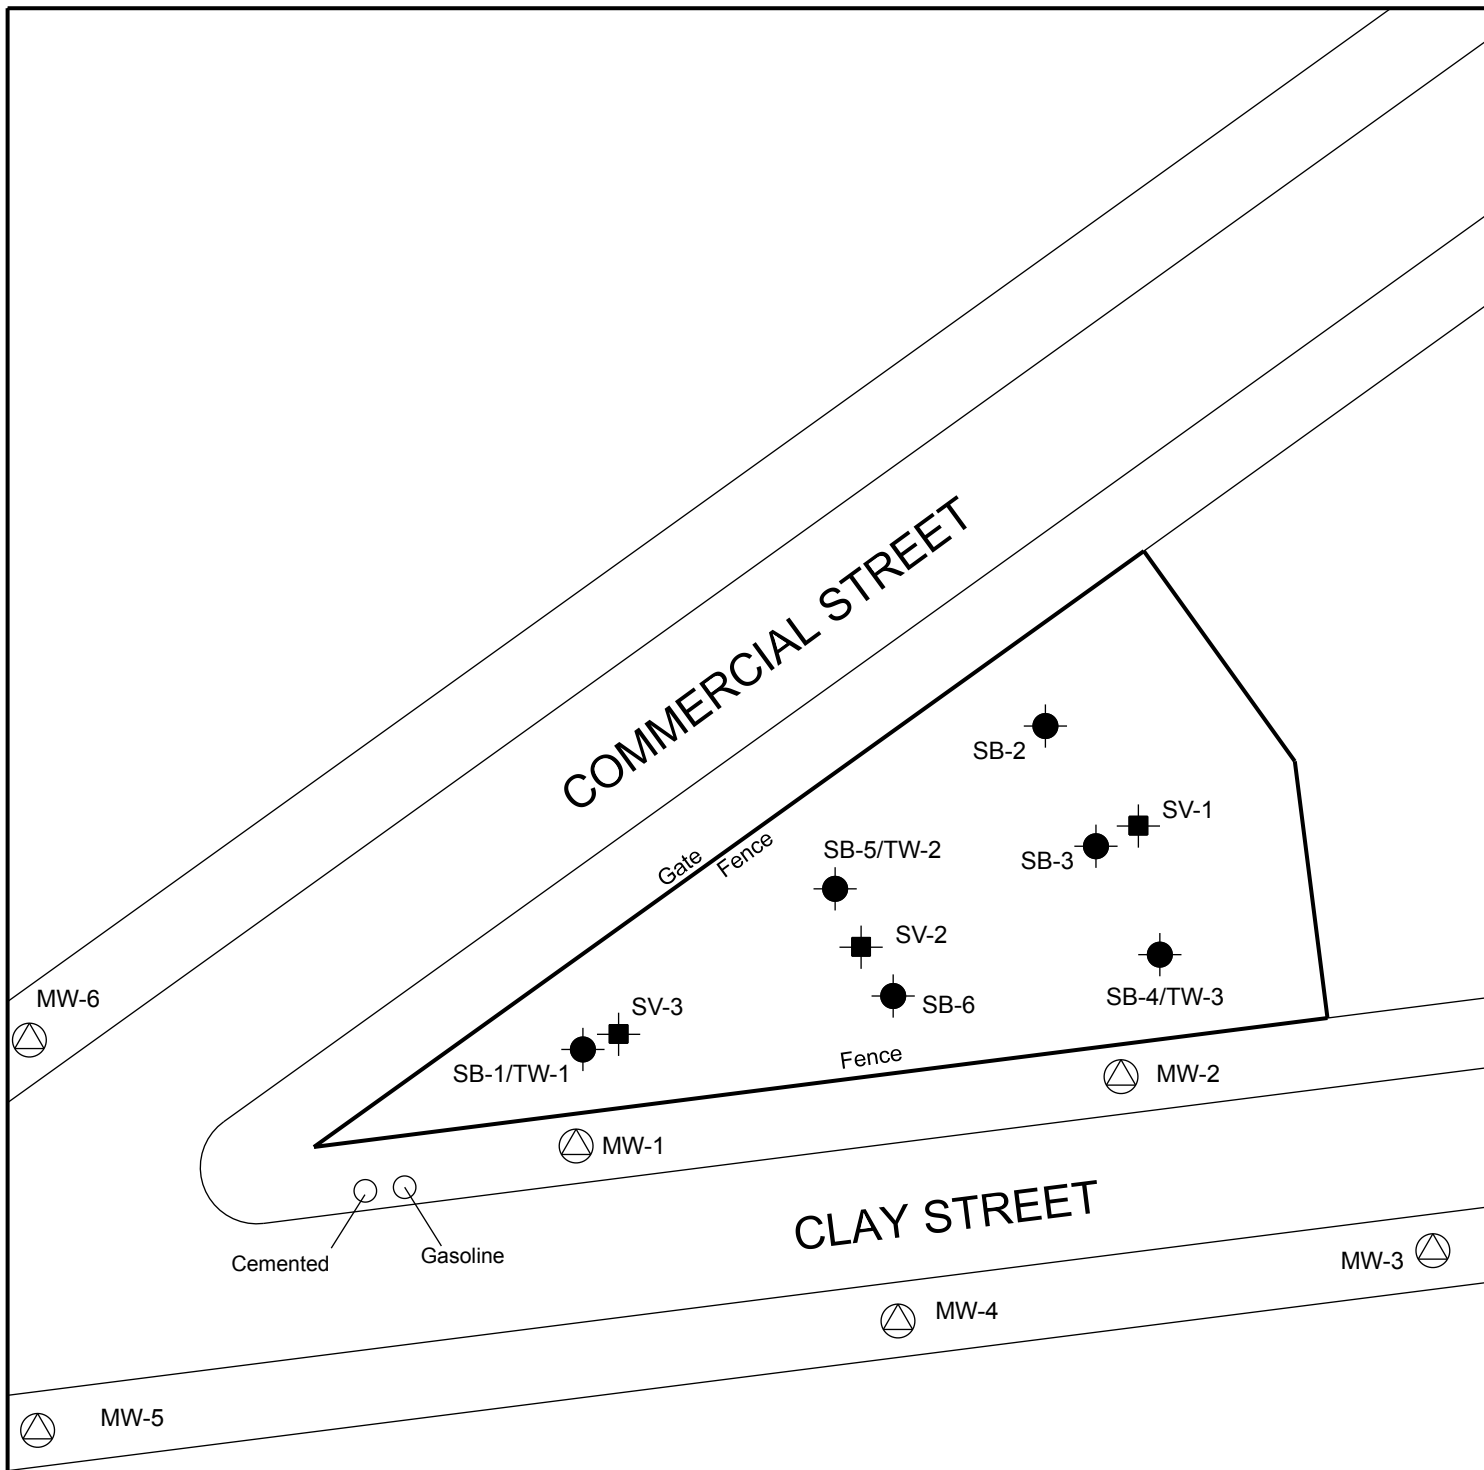 COMMERCIAL STREET
SB-2
SV-1
Gate
Fence
SB-5/TW-2
SB-3
SV-2
MW-6
SB-4/TW-3
SB-6
SV-3
Fence
SB-1/TW-1
MW-2
MW-1
CLAY STREET
Cemented
Gasoline
MW-3
MW-4
MW-5